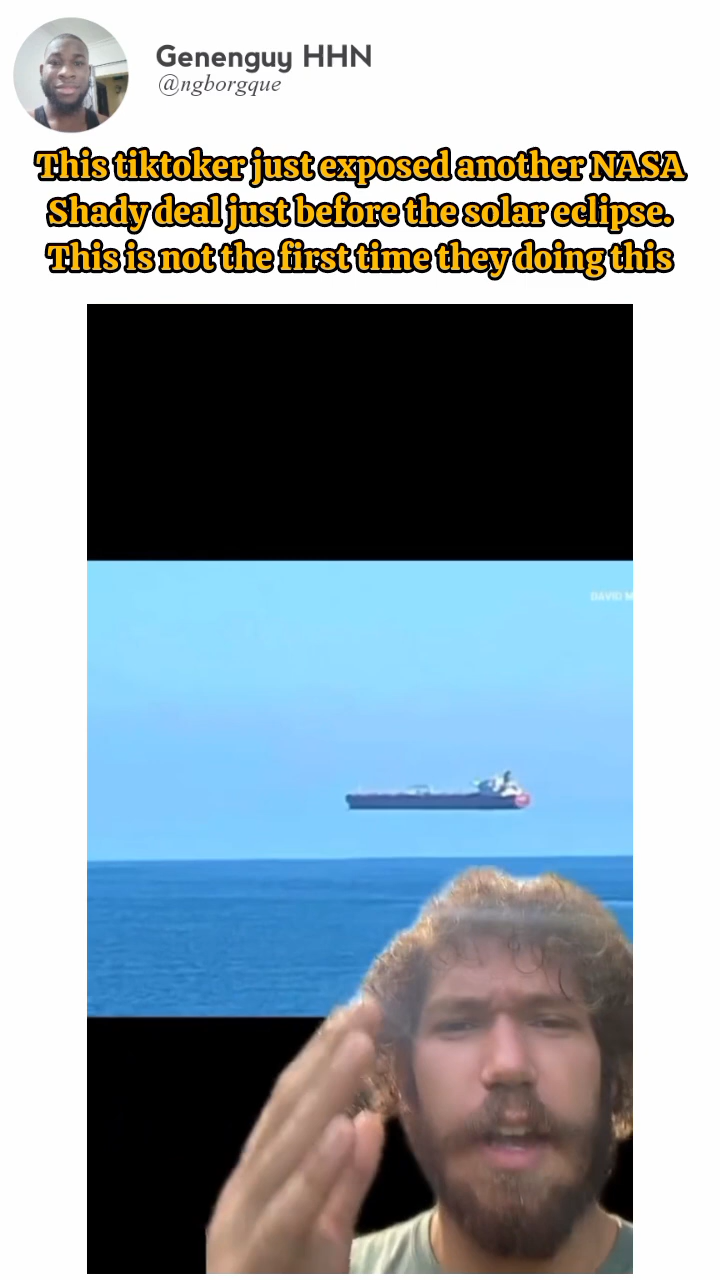 Genenguy HHN
@ngborgque
This tiktoker just exposed another NASA
Shady deal just before the solar eclipse.
This is not the first time they doing this
DAVID M